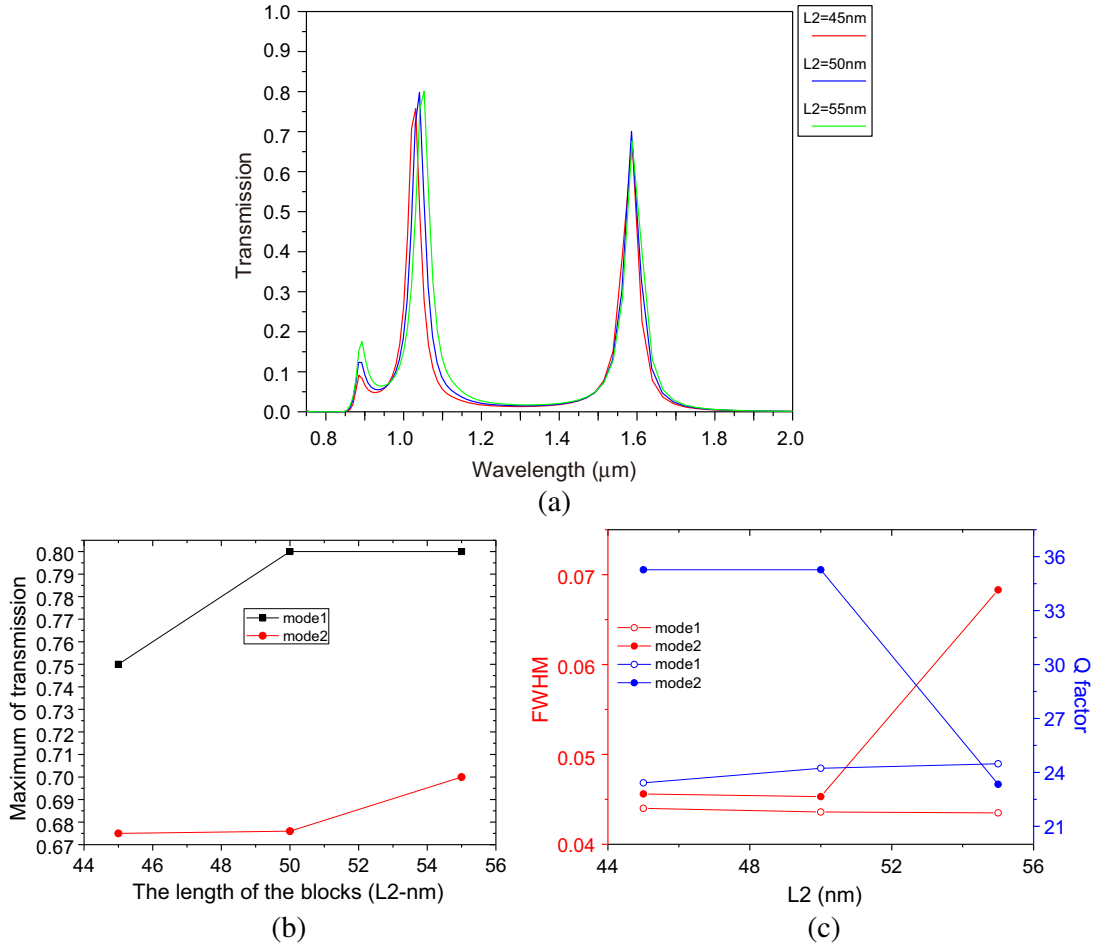 L2=45nm
L2=50nm
L2=55nm
1.0
0.9
0.8
0.7
0.6
0.5
0.4
0.3
0.2
0.1
0.0
Transmission
0.8 1.0 1.2 1.4 1.6 1.8 2.0
Wavelength (μm)
(a)
0.80
0.79
0.78
0.77
0.76
0.75
0.74
0.73
0.72
0.71
0.70
0.69
0.68
0.67
Maximum of transmission
mode1
mode2
44 46 48 50 52 54 56
The length of the blocks (L2-nm)
(b)
0.07
0.06
0.05
0.04
FWHM
mode1
mode2
mode1
mode2
36
33
30
27
24
21
Q factor
44 48 52 56
L2 (nm)
(c)